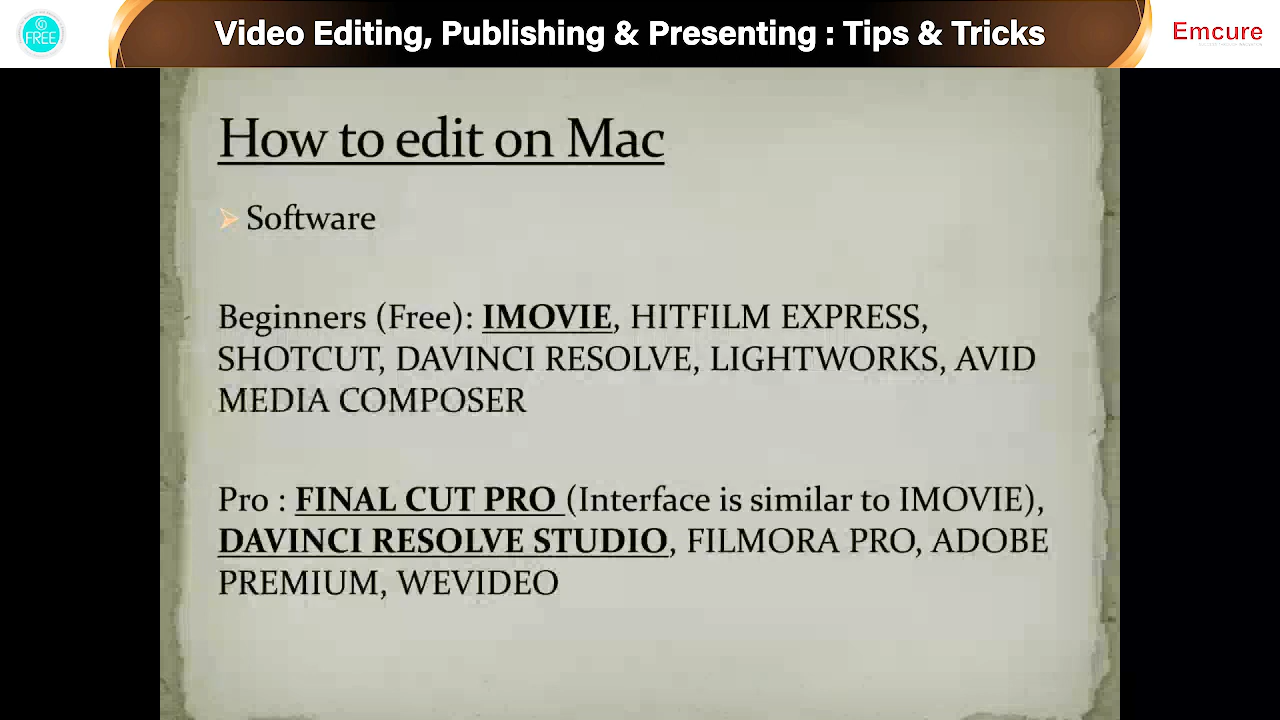 FREE
Video Editing, Publishing & Presenting : Tips & Tricks
Emcure
How to edit on Mac
Software
Beginners (Free): IMOVIE, HITFILM EXPRESS,
SHOTCUT, DAVINCI RESOLVE, LIGHTWORKS, AVID
MEDIA COMPOSER
Pro : FINAL CUT PRO (Interface is similar to IMOVIE),
DAVINCI RESOLVE STUDIO, FILMORA PRO, ADOBE
PREMIUM, WEVIDEO